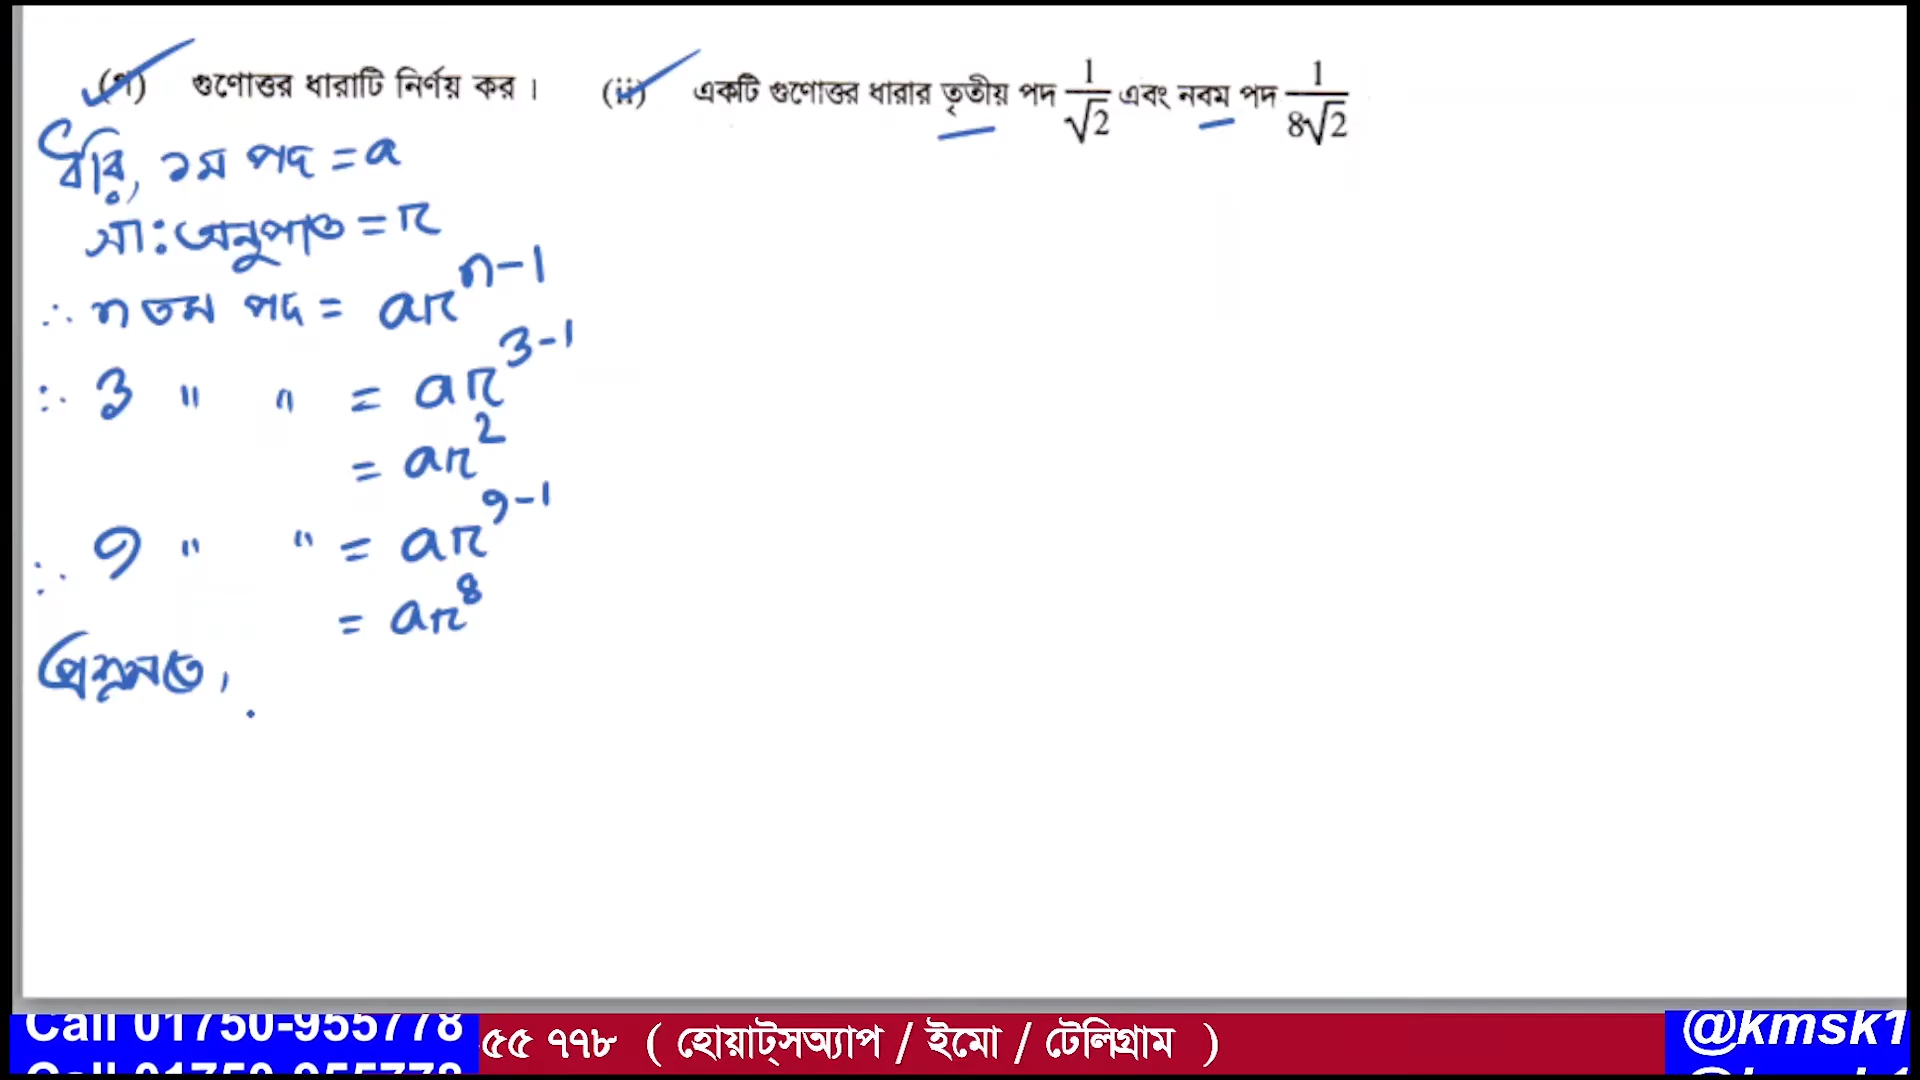 (গ) গুণোত্তর ধারাটি নির্ণয় কর । (ii) একটি গুণোত্তর ধারার তৃতীয় পদ 1/√2 এবং নবম পদ 1/8√2
ধরি, ১ম পদ = a
সা: অনুপাত = r
∴ n তম পদ = ar^(n-1)
∴ 3 " " = ar^(3-1)
= ar^2
∴ 9 " " = ar^(9-1)
= ar^8
প্রশ্নমতে,
Call 01750-955778
৫৫ ৭৭৮ ( হোয়াট্সঅ্যাপ / ইমো / টেলিগ্রাম )
@kmsk1